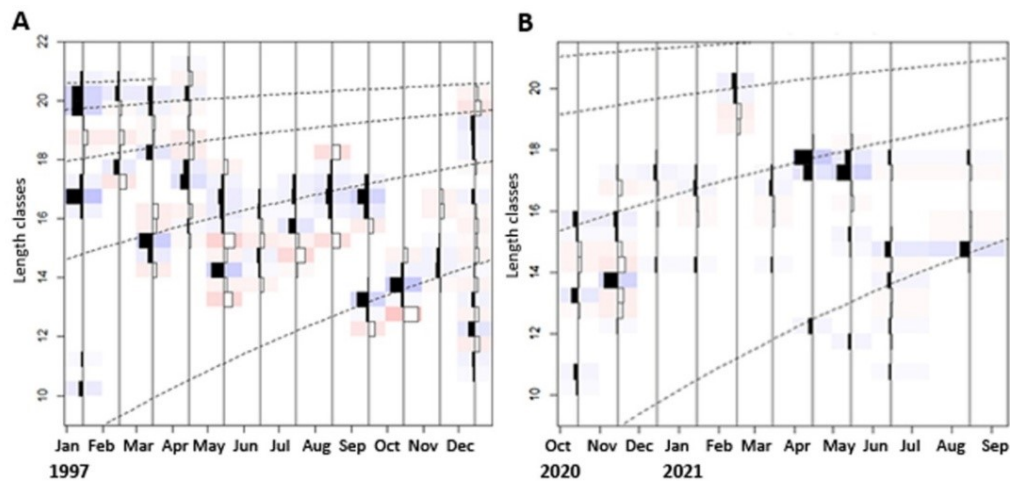 A
B
Length classes
22
20
18
16
14
12
10
Jan Feb Mar Apr May Jun Jul Aug Sep Oct Nov Dec
1997
Length classes
20
18
16
14
12
10
Oct Nov Dec Jan Feb Mar Apr May Jun Jul Aug Sep
2020 2021